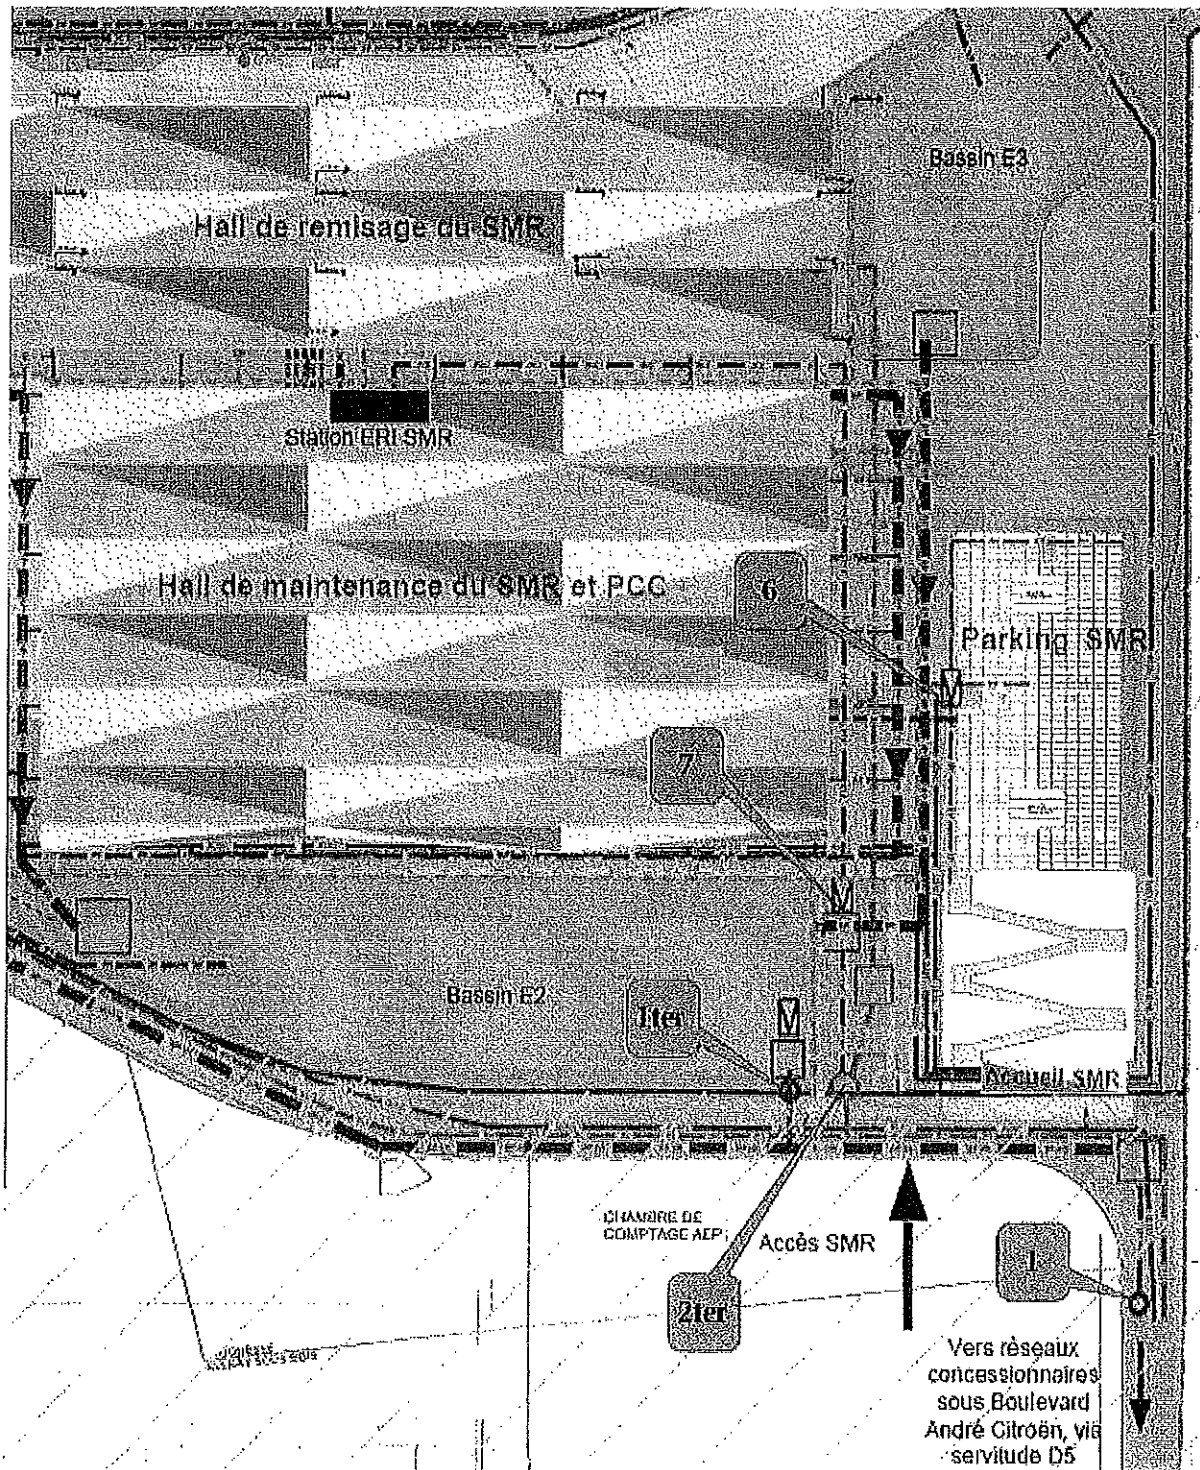 Bassin E3
Hall de remisage du SMR
Station ERI SMR
Hall de maintenance du SMR et PCC
6
Parking SMR
7
M
M
Bassin E2
1ter
M
Accueil SMR
CHAMBRE DE
COMPTAGE AEP
Accès SMR
1
2ter
Vers réseaux
concessionnaires
sous Boulevard
André Citroën, via
servitude D5